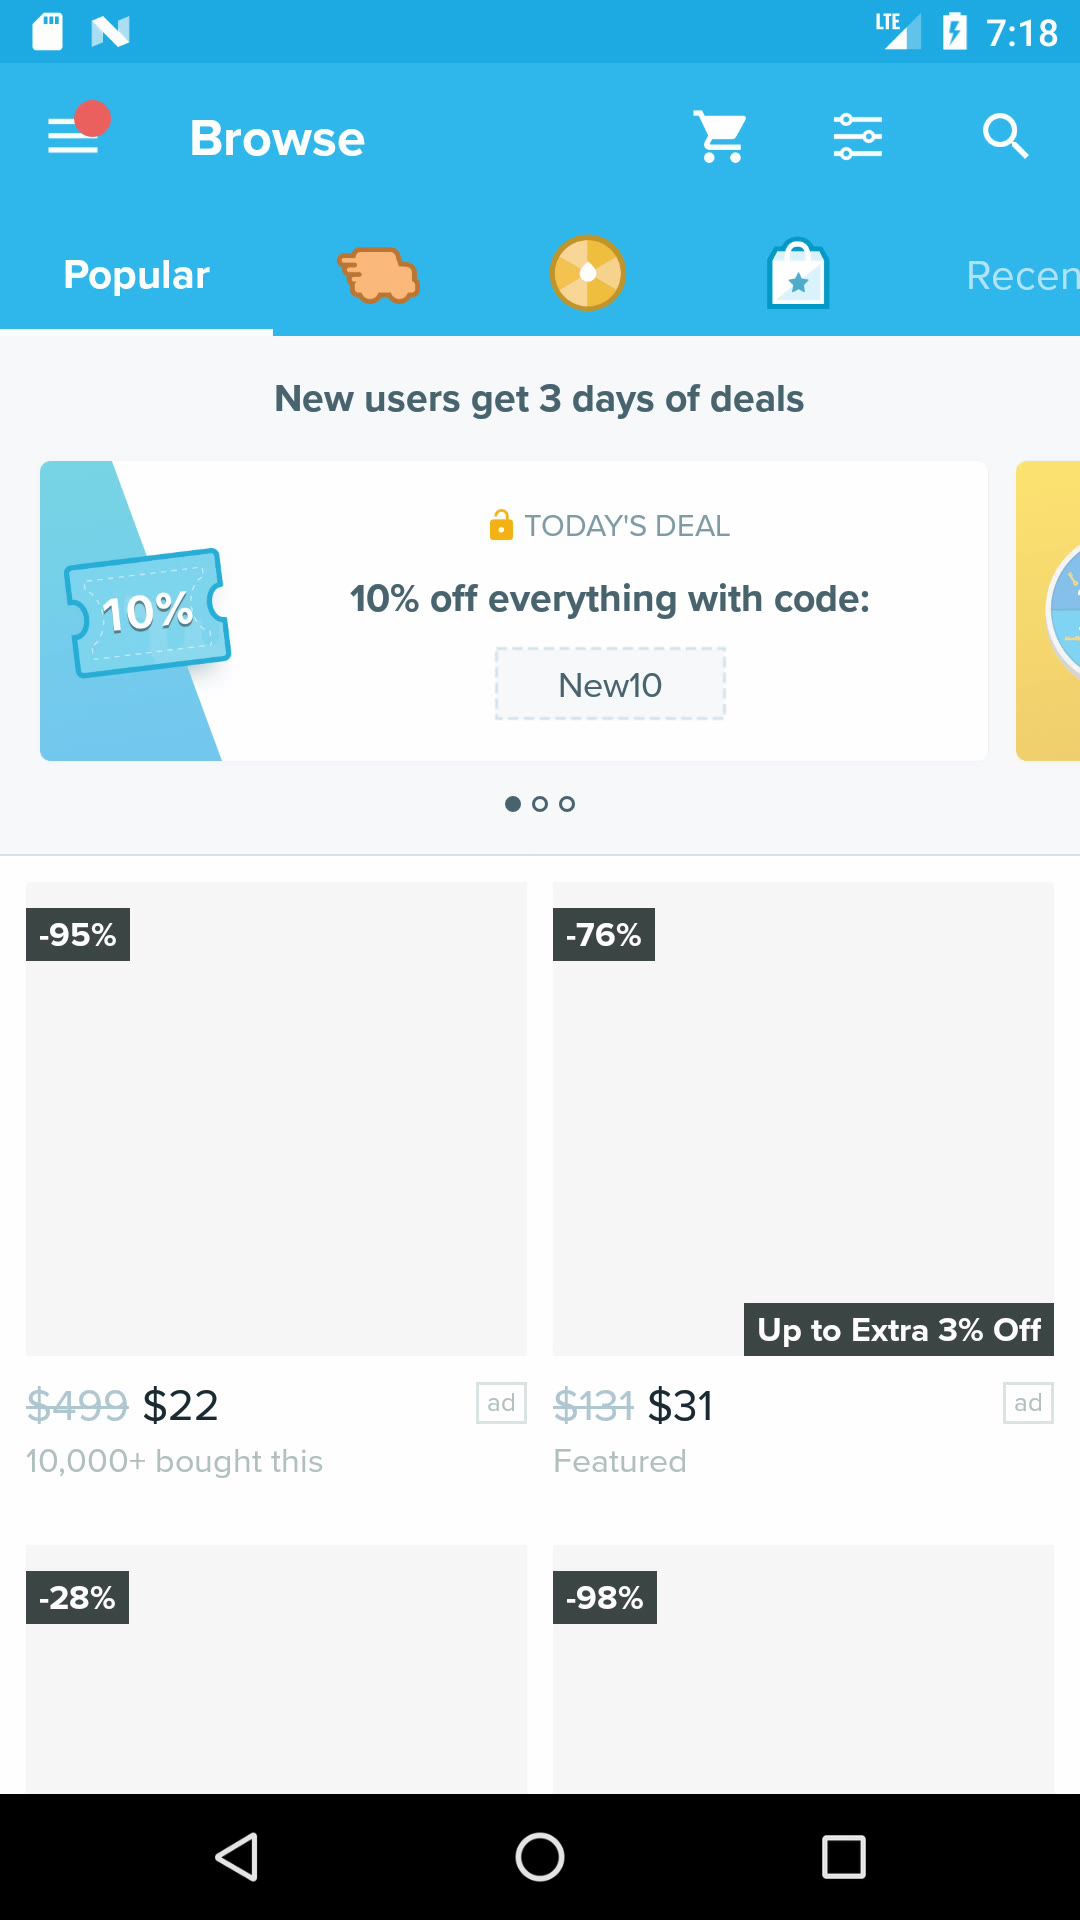 LTE 7:18
Browse
Popular
Recen
New users get 3 days of deals
TODAY'S DEAL
10%
10% off everything with code:
New10
-95%
-76%
Up to Extra 3% Off
$499 $22 ad
$131 $31 ad
10,000+ bought this
Featured
-28%
-98%